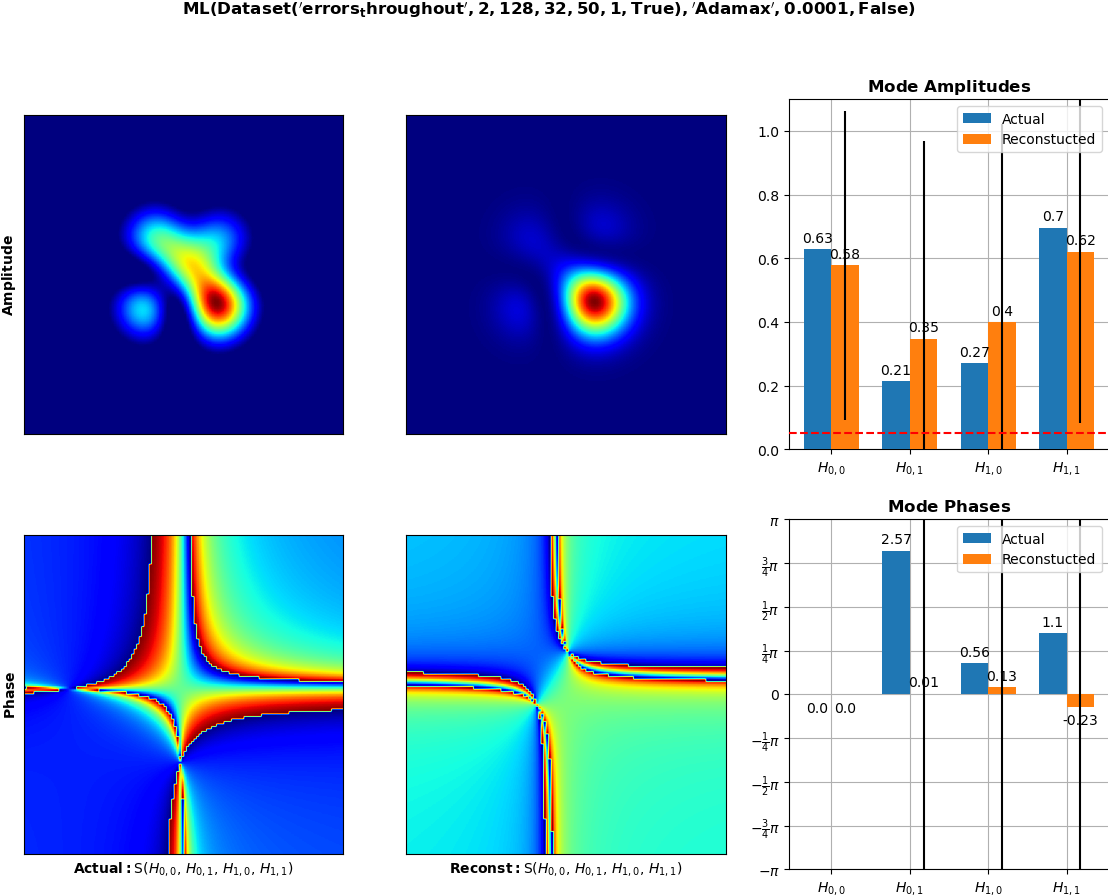 ML(Dataset('errorsₜhroughout', 2, 128, 32, 50, 1, True), 'Adamax', 0.0001, False)
Amplitude
Mode Amplitudes
Actual
Reconstucted
1.0
0.8
0.6
0.4
0.2
0.0
0.63
0.58
0.21
0.35
0.27
0.4
0.7
0.62
H₀,₀
H₀,₁
H₁,₀
H₁,₁
Phase
Actual: S(H₀,₀, H₀,₁, H₁,₀, H₁,₁)
Reconst: S(H₀,₀, H₀,₁, H₁,₀, H₁,₁)
Mode Phases
Actual
Reconstucted
π
3/4π
1/2π
1/4π
0
−1/4π
−1/2π
−3/4π
−π
0.0
0.0
2.57
0.01
0.56
0.13
1.1
-0.23
H₀,₀
H₀,₁
H₁,₀
H₁,₁